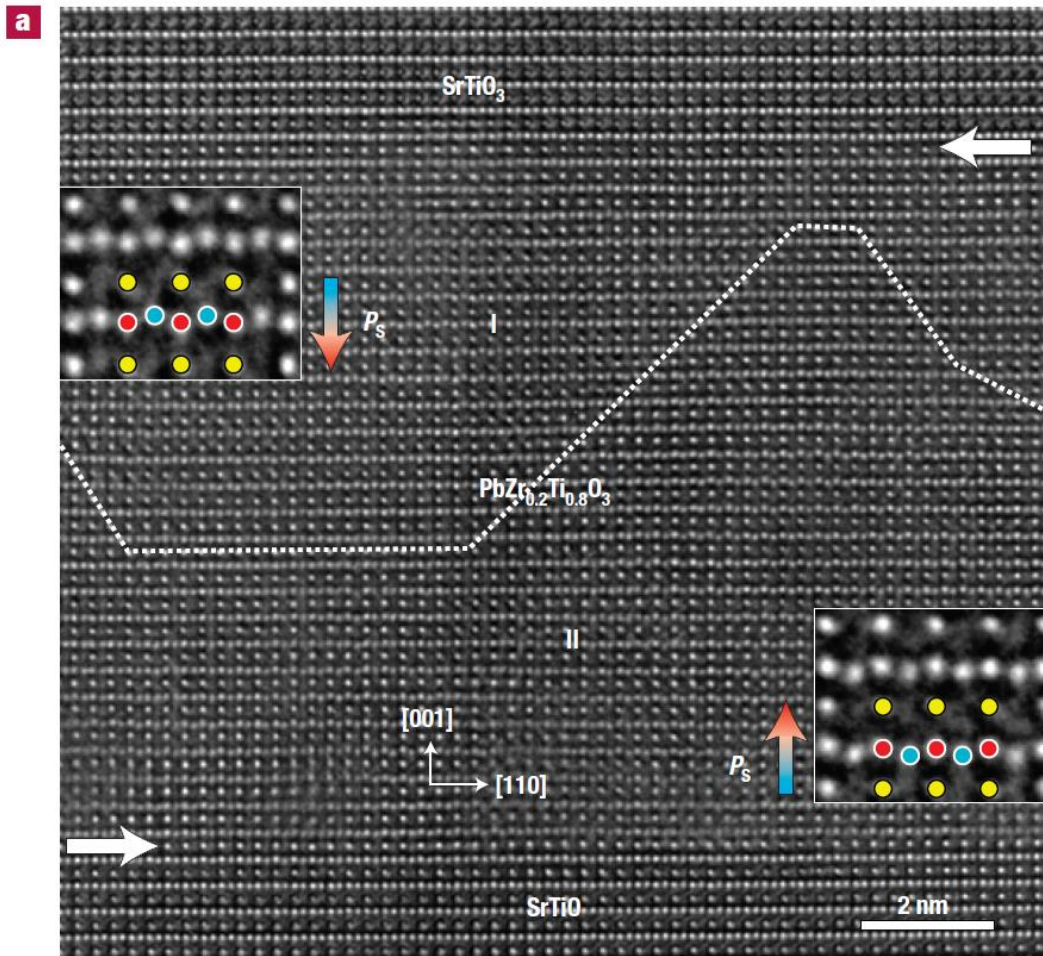 a
SrTiO₃
Pₛ
I
PbZr₀.₂Ti₀.₈O₃
II
[001]
Pₛ
[110]
SrTiO
2 nm